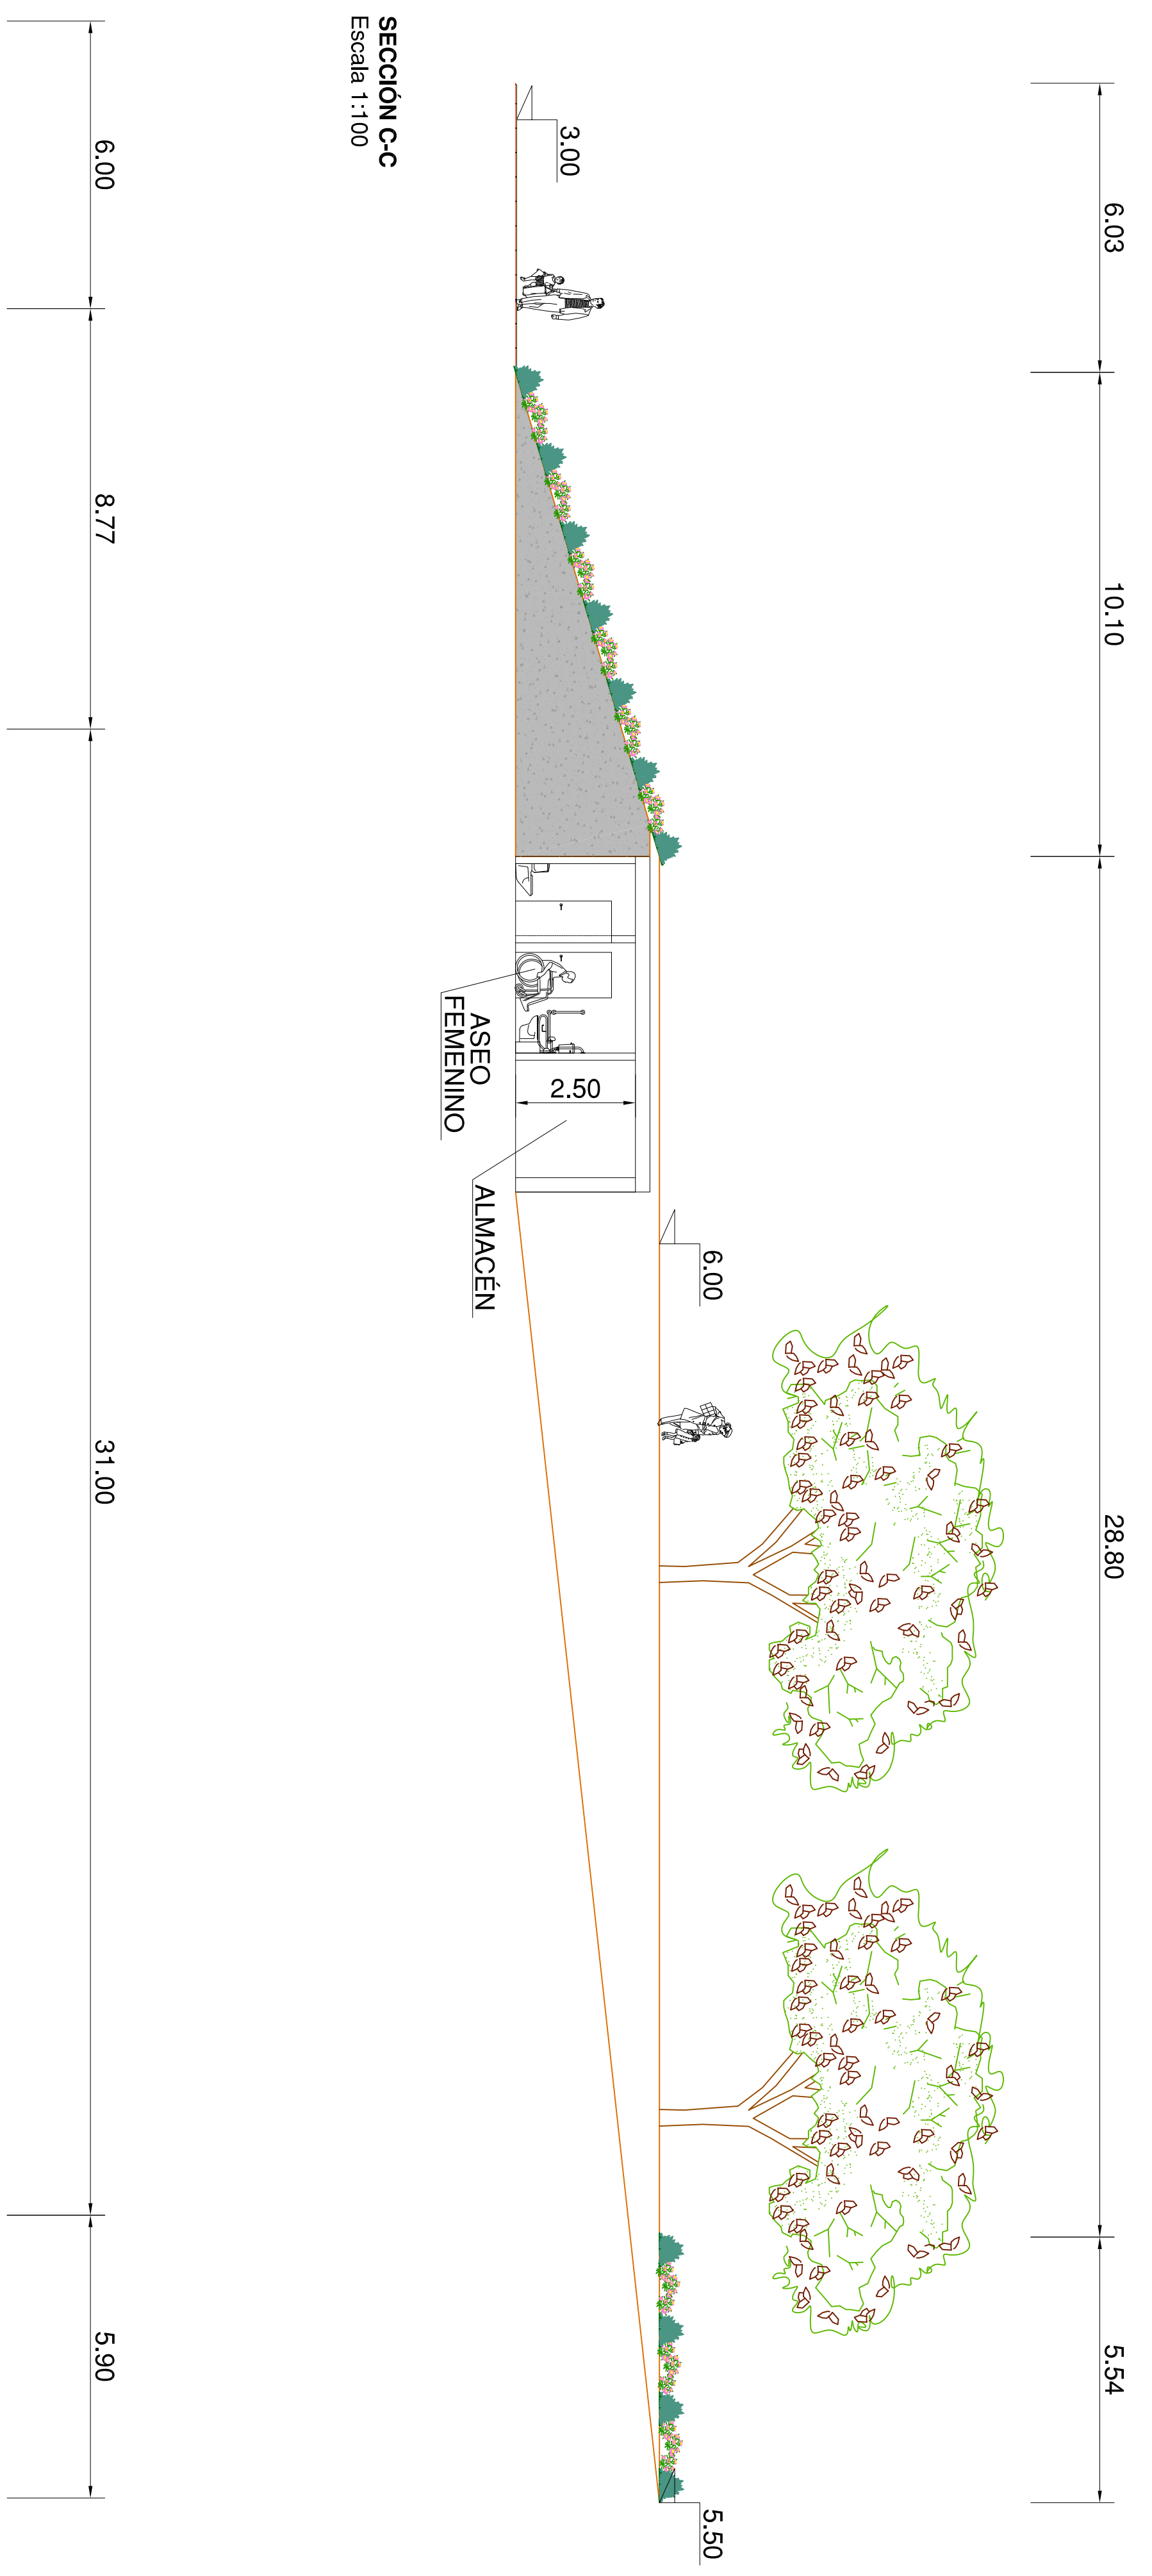 6.03
10.10
28.80
5.54
3.00
6.00
5.50
2.50
ASEO
FEMENINO
ALMACÉN
SECCIÓN C-C
Escala 1:100
6.00
8.77
31.00
5.90